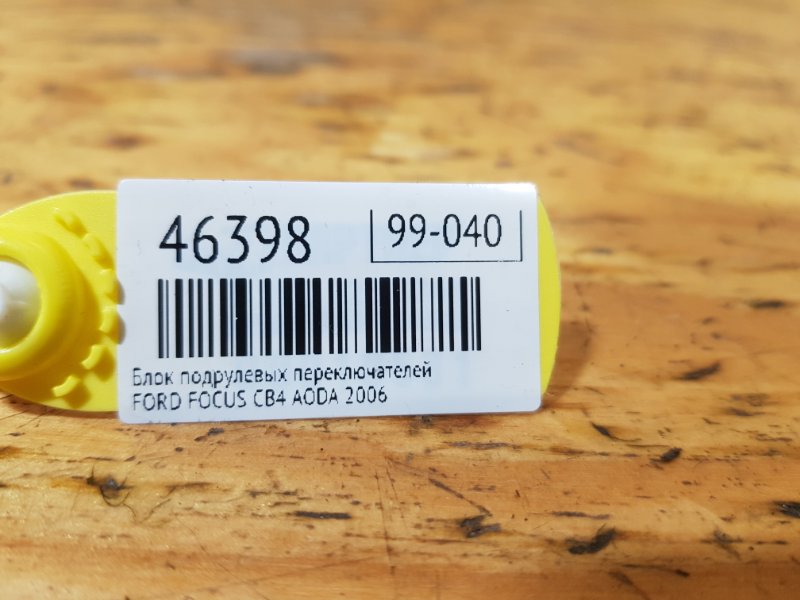 46398 99-040
Блок подрулевых переключателей
FORD FOCUS CB4 AODA 2006